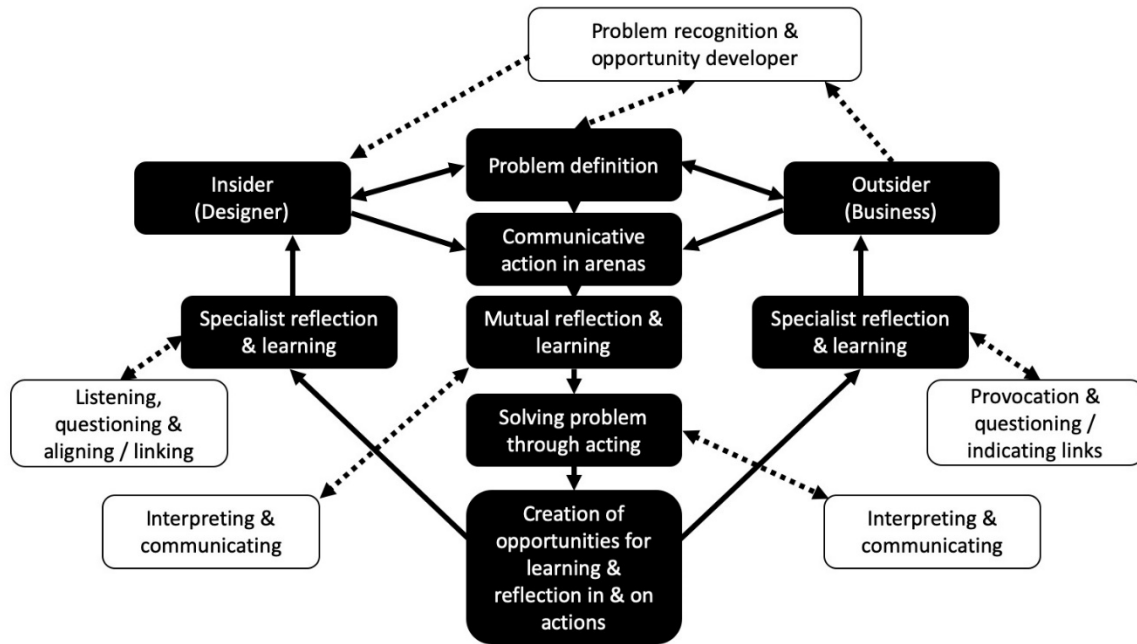 Problem recognition &
opportunity developer
Problem definition
Insider
(Designer)
Outsider
(Business)
Communicative
action in arenas
Specialist reflection
& learning
Mutual reflection &
learning
Specialist reflection
& learning
Listening,
questioning &
aligning / linking
Provocation &
questioning /
indicating links
Solving problem
through acting
Interpreting &
communicating
Interpreting &
communicating
Creation of
opportunities for
learning &
reflection in & on
actions